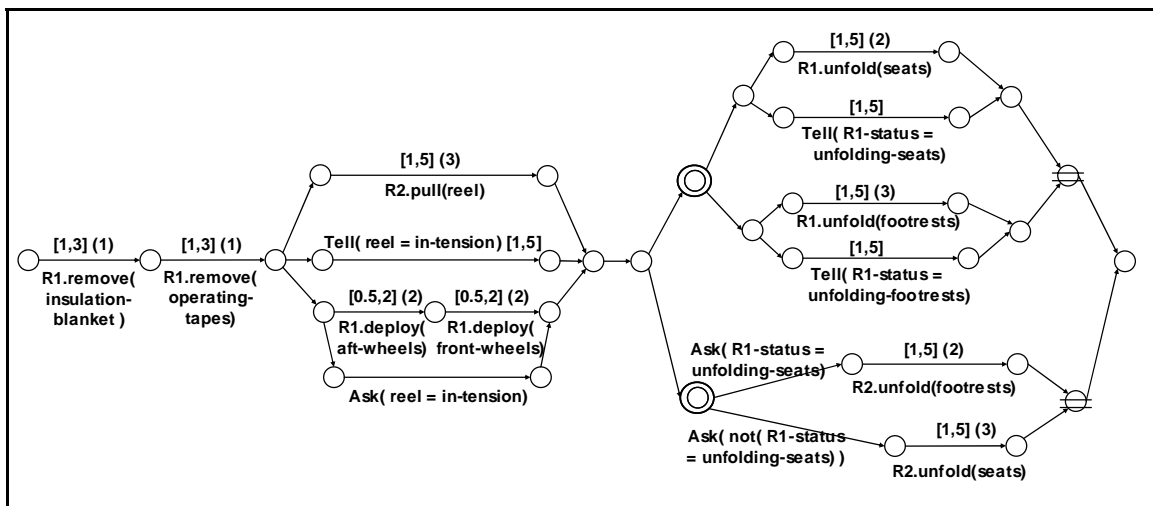 [1,3] (1)
R1.remove(
insulation-
blanket )
[1,3] (1)
R1.remove(
operating-
tapes)
[1,5] (3)
R2.pull(reel)
Tell( reel = in-tension) [1,5]
[0.5,2] (2)
R1.deploy(
aft-wheels)
[0.5,2] (2)
R1.deploy(
front-wheels)
Ask( reel = in-tension)
[1,5] (2)
R1.unfold(seats)
[1,5]
Tell( R1-status =
unfolding-seats)
[1,5] (3)
R1.unfold(footrests)
[1,5]
Tell( R1-status =
unfolding-footrests)
Ask( R1-status =
unfolding-seats)
[1,5] (2)
R2.unfold(footrests)
Ask( not( R1-status
= unfolding-seats) )
[1,5] (3)
R2.unfold(seats)